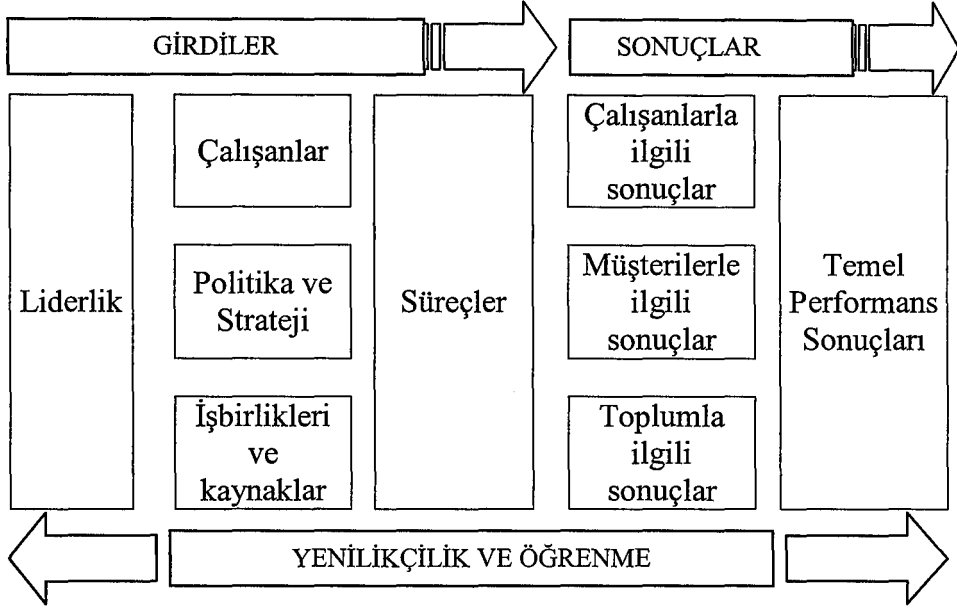 GİRDİLER
SONUÇLAR
Liderlik
Çalışanlar
Politika ve
Strateji
İşbirlikleri
ve
kaynaklar
Süreçler
Çalışanlarla
ilgili
sonuçlar
Müşterilerle
ilgili
sonuçlar
Toplumla
ilgili
sonuçlar
Temel
Performans
Sonuçları
YENİLİKÇİLİK VE ÖĞRENME